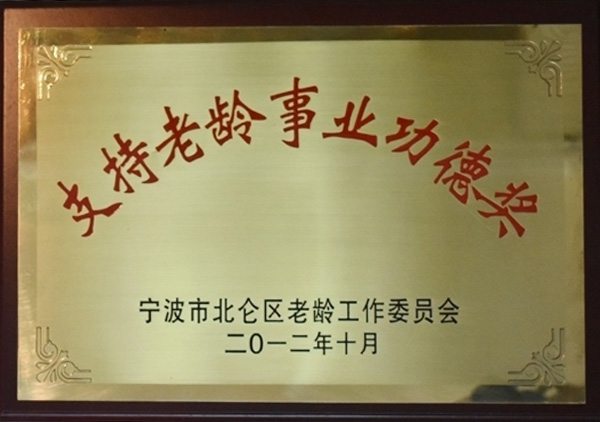 支持老龄事业功德奖
宁波市北仑区老龄工作委员会
二〇一二年十月